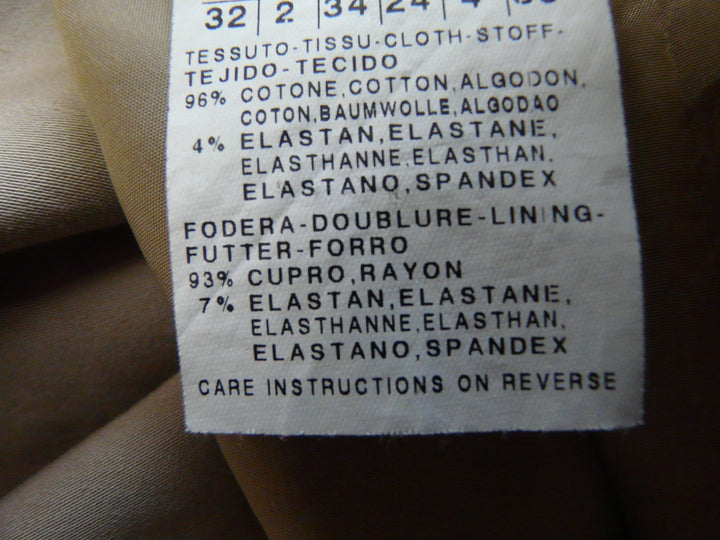 32 2 34 24 4
TESSUTO-TISSU-CLOTH-STOFF-
TEJIDO-TECIDO
96% COTONE,COTTON,ALGODON,
COTON,BAUMWOLLE,ALGODAO
4% ELASTAN,ELASTANE,
ELASTHANNE,ELASTHAN,
ELASTANO,SPANDEX
FODERA-DOUBLURE-LINING-
FUTTER-FORRO
93% CUPRO,RAYON
7% ELASTAN,ELASTANE,
ELASTHANNE,ELASTHAN,
ELASTANO,SPANDEX
CARE INSTRUCTIONS ON REVERSE